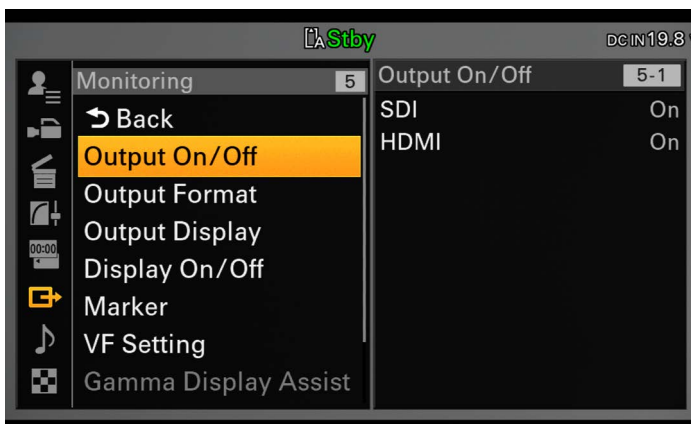 A Stby DC IN 19.8
Monitoring 5
Back
Output On/Off
Output Format
Output Display
Display On/Off
Marker
VF Setting
Gamma Display Assist
00:00
Output On/Off 5-1
SDI On
HDMI On